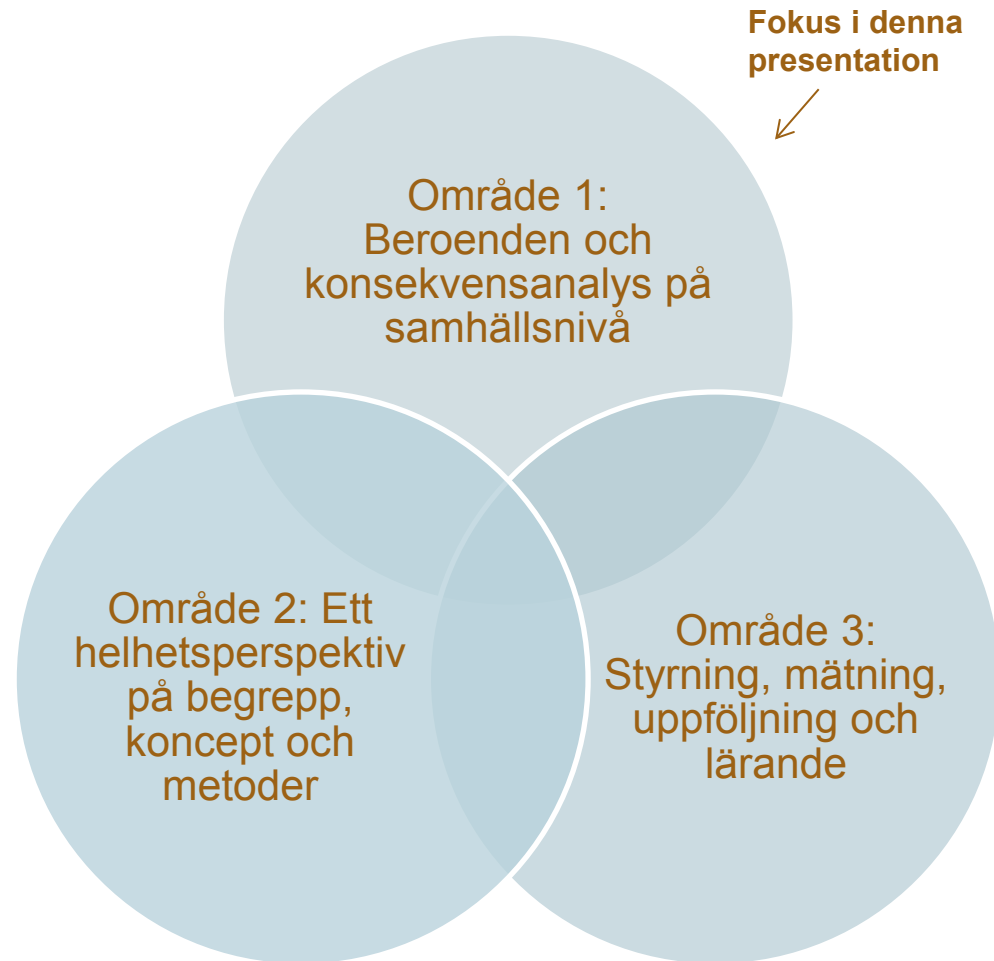 Fokus i denna
presentation
Område 1:
Beroenden och
konsekvensanalys på
samhällsnivå
Område 2: Ett
helhetsperspektiv
på begrepp,
koncept och
metoder
Område 3:
Styrning, mätning,
uppföljning och
lärande